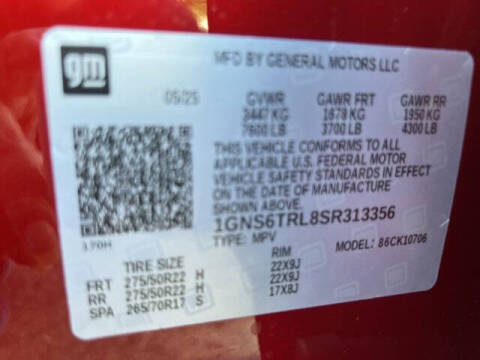 gm
MFD BY GENERAL MOTORS LLC
05/25
GVWR GAWR FRT GAWR RR
3447 KG 1678 KG 1950 KG
7600 LB 3700 LB 4300 LB
THIS VEHICLE CONFORMS TO ALL
APPLICABLE U.S. FEDERAL MOTOR
VEHICLE SAFETY STANDARDS IN EFFECT
ON THE DATE OF MANUFACTURE SHOWN
ABOVE.
1GNS6TRL8SR313356
TYPE: MPV MODEL: 86CK10706
170H
TIRE SIZE RIM
FRT 275/50R22 H 22X9J
RR 275/50R22 H 22X9J
SPA 265/70R17 S 17X8J